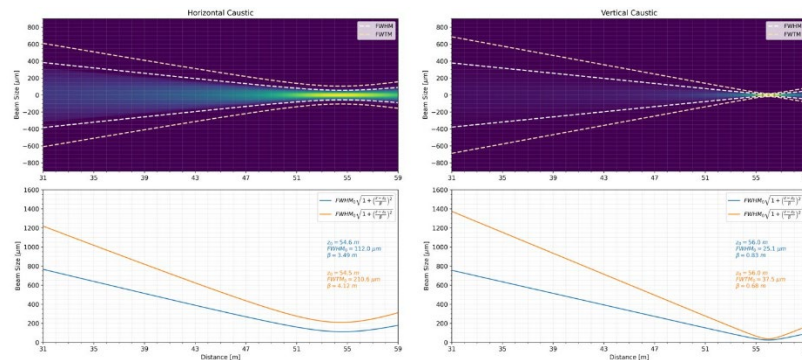 Horizontal Caustic
Vertical Caustic
FWHM
FWTM
FWHM
FWTM
Beam Size [μm]
800
600
400
200
0
−200
−400
−600
−800
31 35 39 43 47 51 55 59
Beam Size [μm]
800
600
400
200
0
−200
−400
−600
−800
31 35 39 43 47 51 55 59
Beam Size [μm]
1600
1400
1200
1000
800
600
400
200
0
z₀ = 54.6 m
FWHM₀ = 112.0 μm
β = 3.49 m
z₀ = 54.5 m
FWTM₀ = 210.6 μm
β = 4.12 m
31 35 39 43 47 51 55 59
Distance [m]
Beam Size [μm]
1600
1400
1200
1000
800
600
400
200
0
z₀ = 56.0 m
FWHM₀ = 25.1 μm
β = 0.83 m
z₀ = 56.0 m
FWTM₀ = 37.5 μm
β = 0.68 m
31 35 39 43 47 51 55 59
Distance [m]